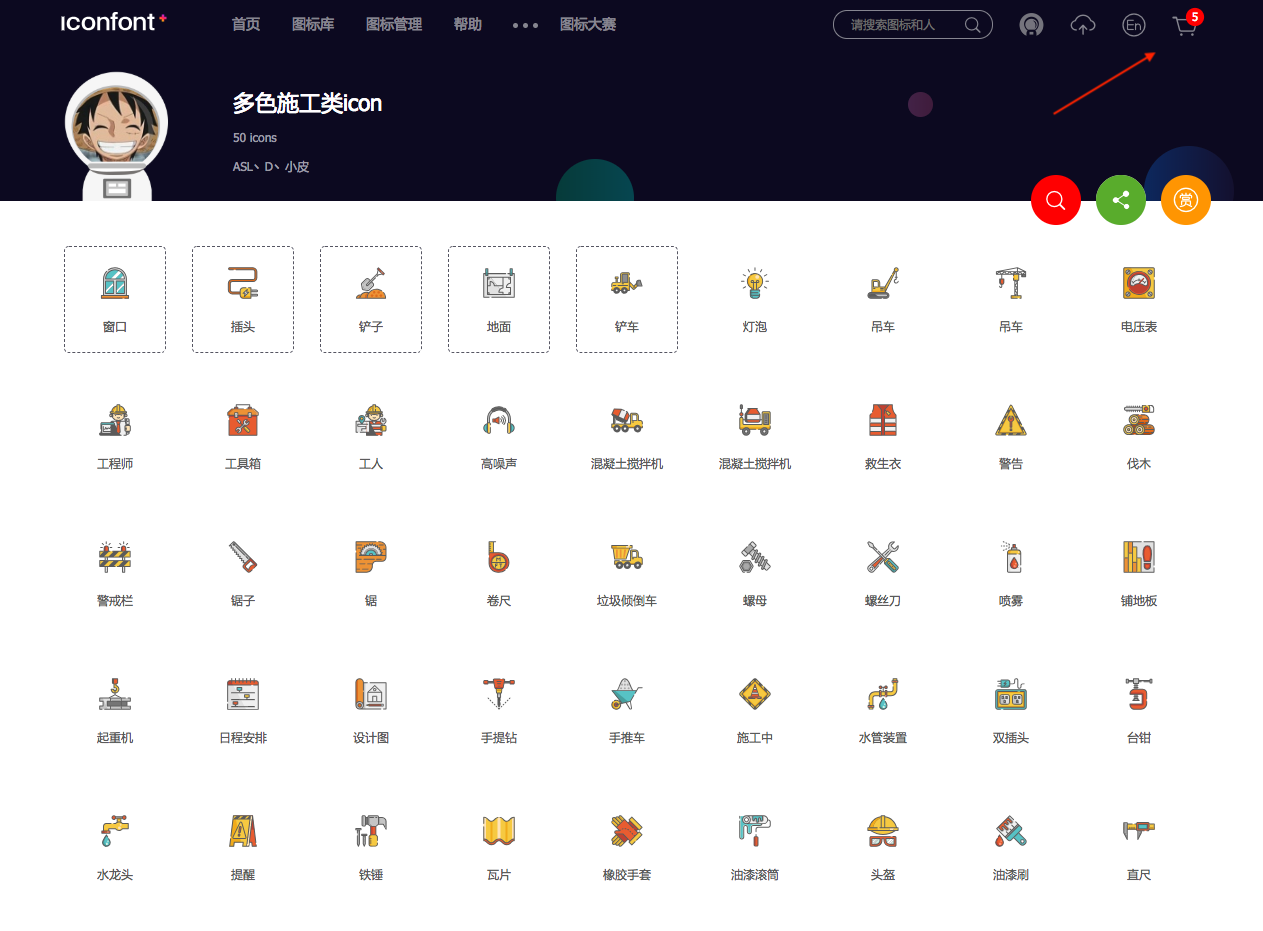 iconfont+ 首页 图标库 图标管理 帮助 ••• 图标大赛 请搜索图标和人 En 5
多色施工类icon
50 icons
ASL、D、小皮
赏
窗口 插头 铲子 地面 铲车 灯泡 吊车 吊车 电压表
工程师 工具箱 工人 高噪声 混凝土搅拌机 混凝土搅拌机 救生衣 警告 伐木
警戒栏 锯子 锯 卷尺 垃圾倾倒车 螺母 螺丝刀 喷雾 铺地板
起重机 日程安排 设计图 手提钻 手推车 施工中 水管装置 双插头 台钳
水龙头 提醒 铁锤 瓦片 橡胶手套 油漆滚筒 头盔 油漆刷 直尺